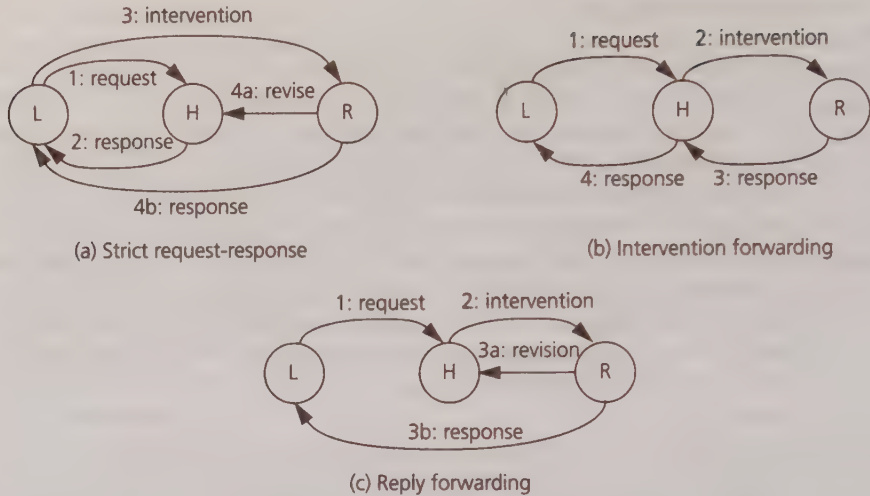 3: intervention
1: request
4a: revise
L
H
R
2: response
4b: response
(a) Strict request-response
1: request
2: intervention
L
H
R
4: response
3: response
(b) Intervention forwarding
1: request
2: intervention
3a: revision
L
H
R
3b: response
(c) Reply forwarding